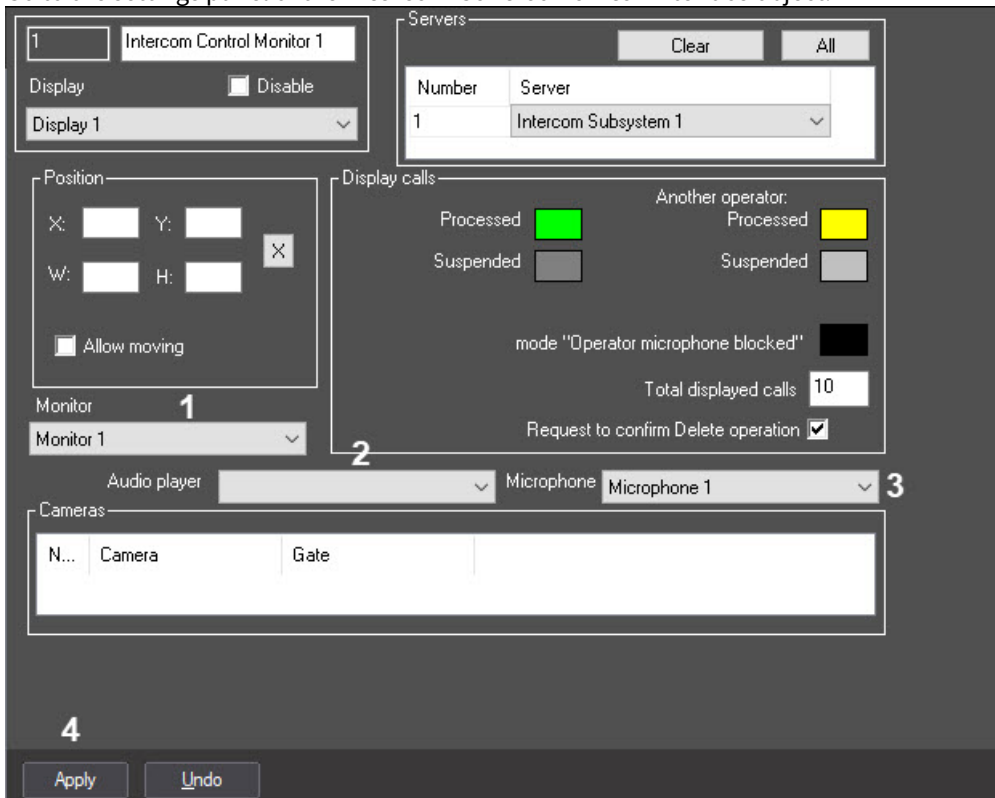 1
Intercom Control Monitor 1
Display
Disable
Display 1
Servers
Clear
All
Number
Server
1
Intercom Subsystem 1
Position
X:
Y:
X
W:
H:
Allow moving
Display calls
Another operator:
Processed
Processed
Suspended
Suspended
mode "Operator microphone blocked"
Total displayed calls
10
Request to confirm Delete operation
Monitor
1
Monitor 1
2
Audio player
Microphone
Microphone 1
3
Cameras
N...
Camera
Gate
4
Apply
Undo